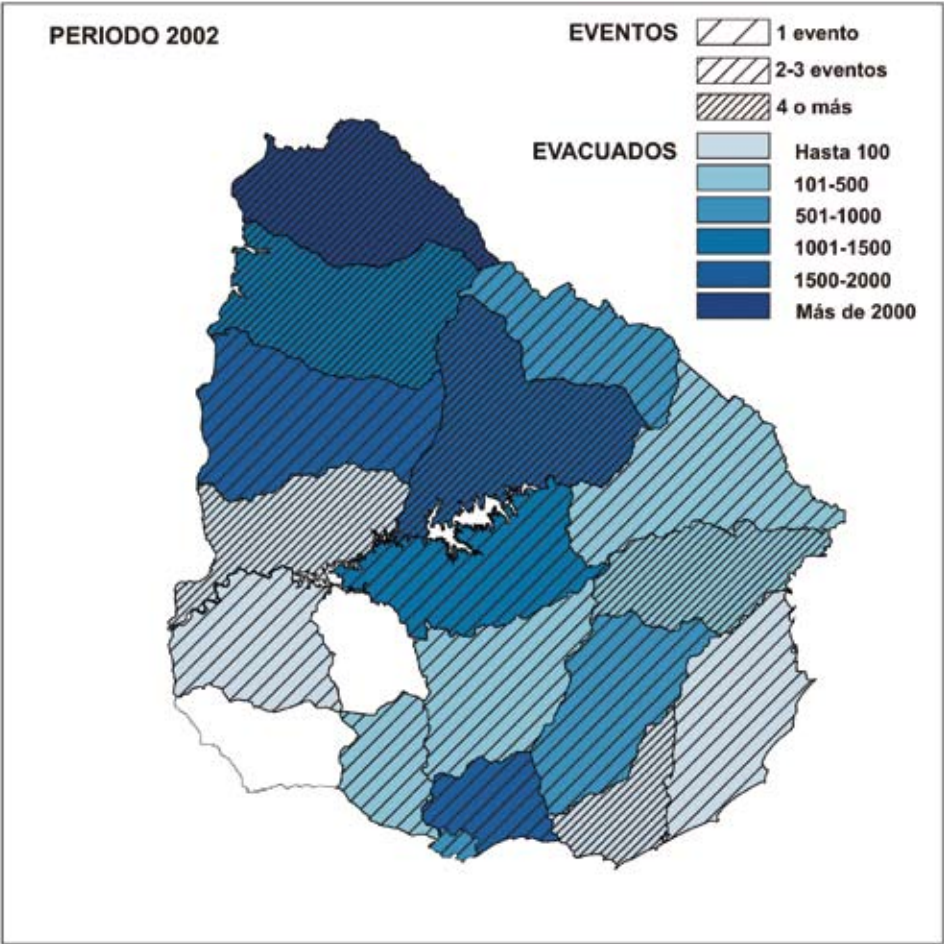 PERIODO 2002
EVENTOS
1 evento
2-3 eventos
4 o más
EVACUADOS
Hasta 100
101-500
501-1000
1001-1500
1500-2000
Más de 2000